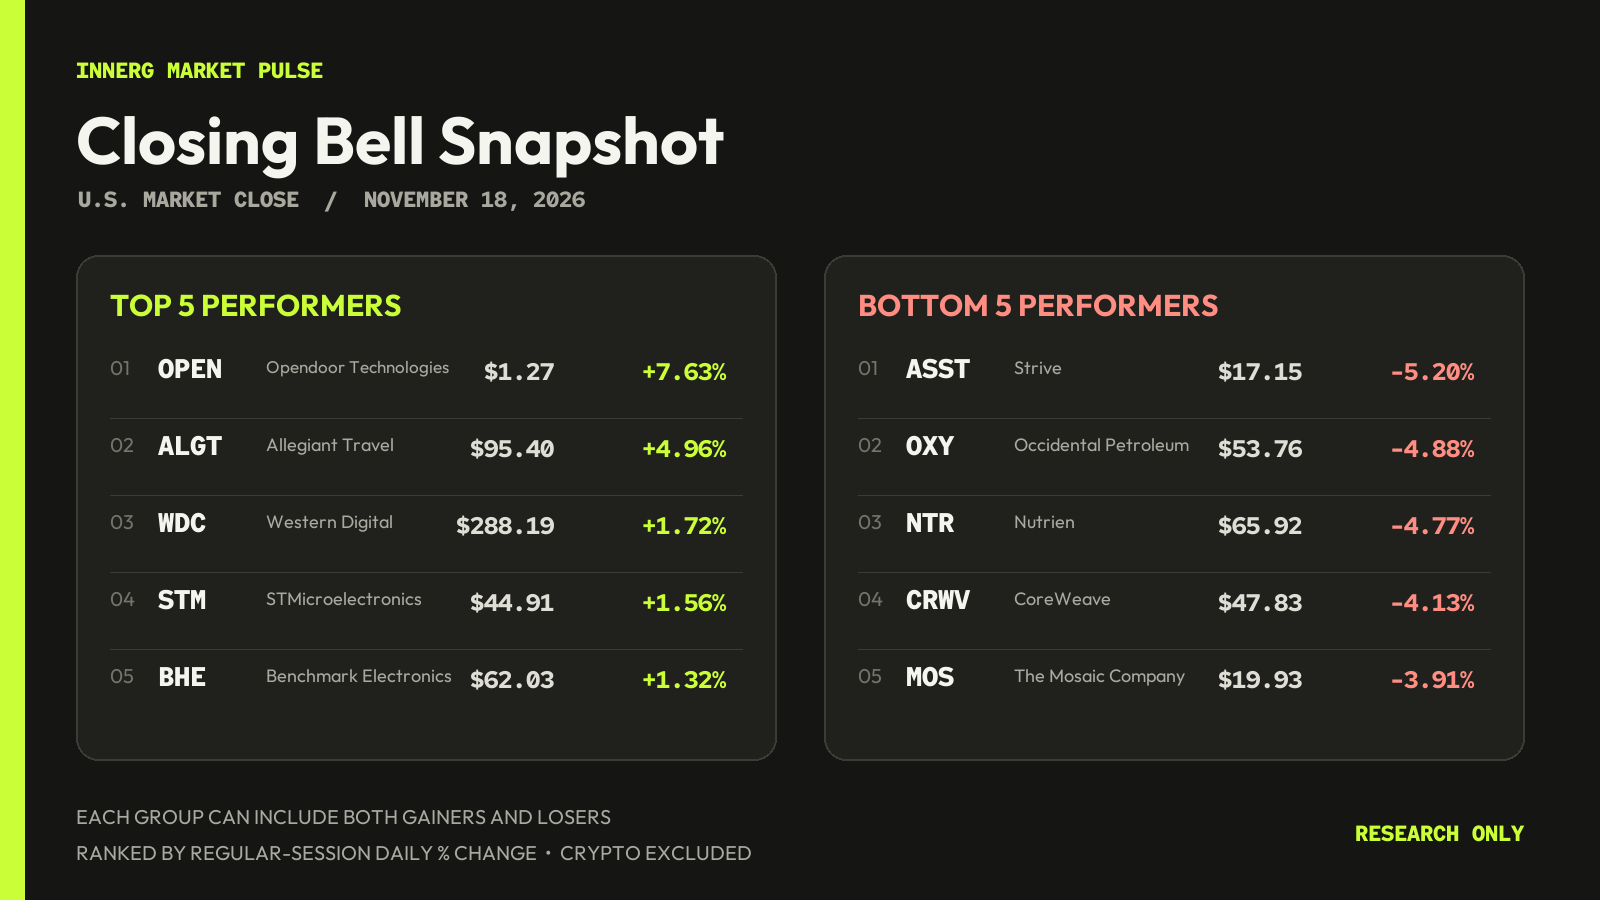 INNERG MARKET PULSE
Closing Bell Snapshot
U.S. MARKET CLOSE / NOVEMBER 18, 2026
TOP 5 PERFORMERS
01 OPEN Opendoor Technologies $1.27 +7.63%
02 ALGT Allegiant Travel $95.40 +4.96%
03 WDC Western Digital $288.19 +1.72%
04 STM STMicroelectronics $44.91 +1.56%
05 BHE Benchmark Electronics $62.03 +1.32%
BOTTOM 5 PERFORMERS
01 ASST Strive $17.15 -5.20%
02 OXY Occidental Petroleum $53.76 -4.88%
03 NTR Nutrien $65.92 -4.77%
04 CRWV CoreWeave $47.83 -4.13%
05 MOS The Mosaic Company $19.93 -3.91%
EACH GROUP CAN INCLUDE BOTH GAINERS AND LOSERS
RANKED BY REGULAR-SESSION DAILY % CHANGE • CRYPTO EXCLUDED
RESEARCH ONLY